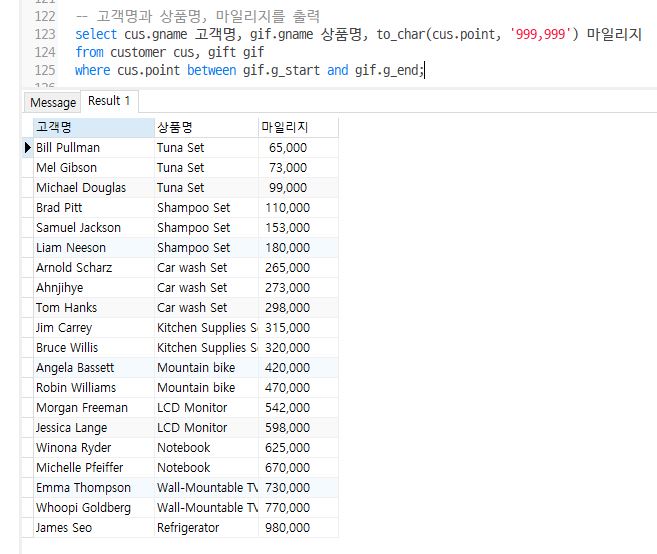 122 -- 고객명과 상품명, 마일리지를 출력
123 select cus.gname 고객명, gif.gname 상품명, to_char(cus.point, '999,999') 마일리지
124 from customer cus, gift gif
125 where cus.point between gif.g_start and gif.g_end;
Message Result 1
고객명 상품명 마일리지
Bill Pullman Tuna Set 65,000
Mel Gibson Tuna Set 73,000
Michael Douglas Tuna Set 99,000
Brad Pitt Shampoo Set 110,000
Samuel Jackson Shampoo Set 153,000
Liam Neeson Shampoo Set 180,000
Arnold Scharz Car wash Set 265,000
Ahnjihye Car wash Set 273,000
Tom Hanks Car wash Set 298,000
Jim Carrey Kitchen Supplies 315,000
Bruce Willis Kitchen Supplies 320,000
Angela Bassett Mountain bike 420,000
Robin Williams Mountain bike 470,000
Morgan Freeman LCD Monitor 542,000
Jessica Lange LCD Monitor 598,000
Winona Ryder Notebook 625,000
Michelle Pfeiffer Notebook 670,000
Emma Thompson Wall-Mountable TV 730,000
Whoopi Goldberg Wall-Mountable TV 770,000
James Seo Refrigerator 980,000